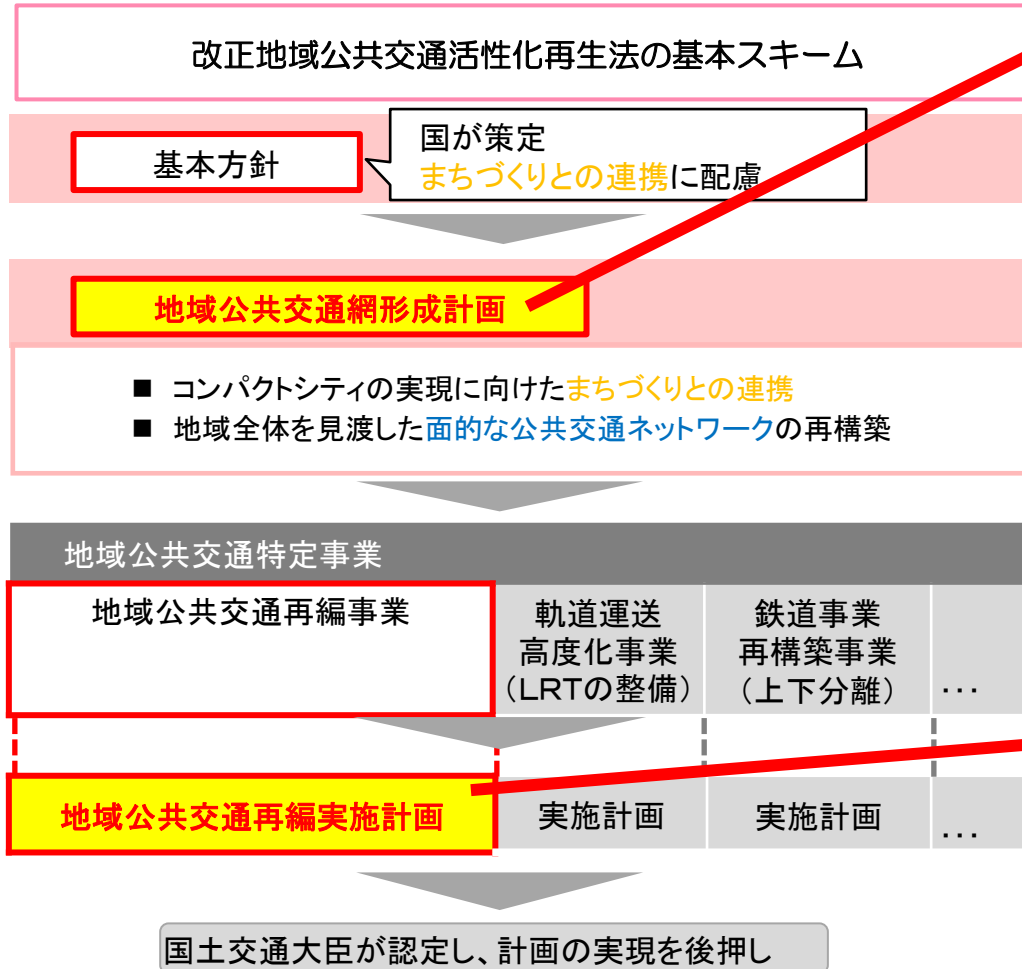 改正地域公共交通活性化再生法の基本スキーム
基本方針
国が策定
まちづくりとの連携に配慮
地域公共交通網形成計画
■ コンパクトシティの実現に向けたまちづくりとの連携
■ 地域全体を見渡した面的な公共交通ネットワークの再構築
地域公共交通特定事業
地域公共交通再編事業
軌道運送
高度化事業
（LRTの整備）
鉄道事業
再構築事業
（上下分離）
…
地域公共交通再編実施計画
実施計画
実施計画
…
国土交通大臣が認定し、計画の実現を後押し